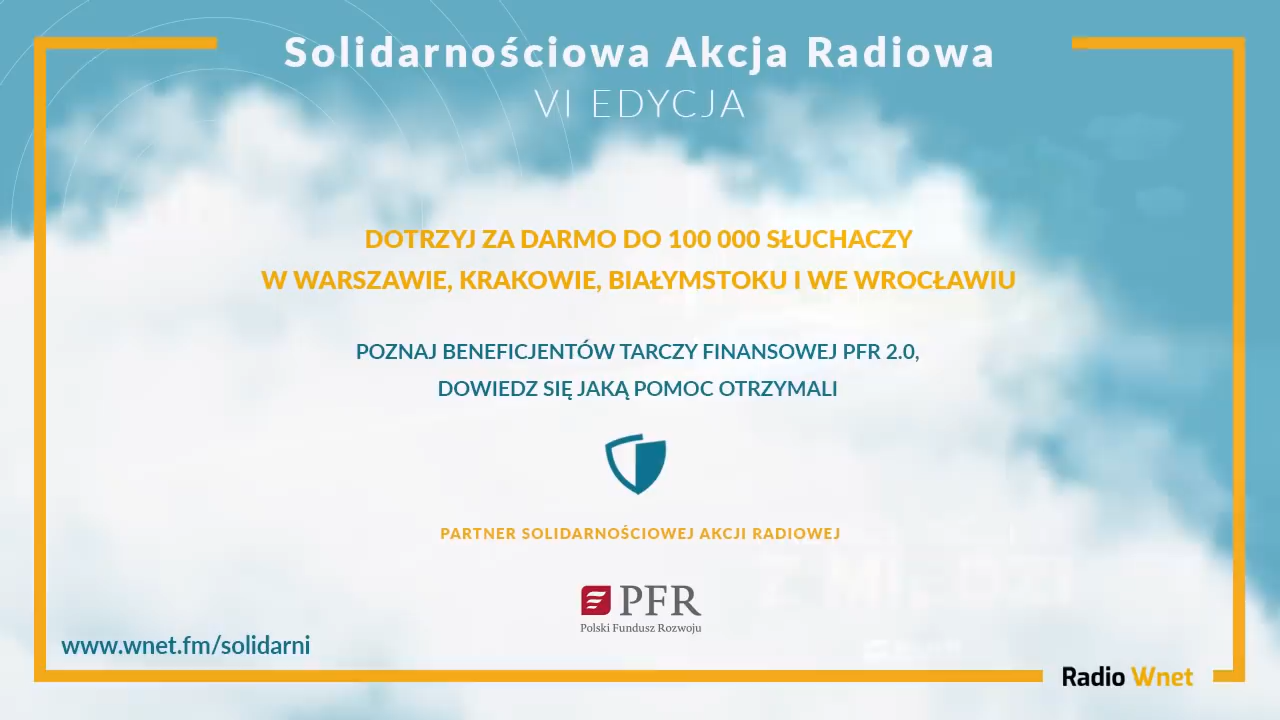 Solidarnościowa Akcja Radiowa
VI EDYCJA
DOTRZYJ ZA DARMO DO 100 000 SŁUCHACZY
W WARSZAWIE, KRAKOWIE, BIAŁYMSTOKU I WE WROCŁAWIU
POZNAJ BENEFICJENTÓW TARCZY FINANSOWEJ PFR 2.0,
DOWIEDZ SIĘ JAKĄ POMOC OTRZYMALI
PARTNER SOLIDARNOŚCIOWEJ AKCJI RADIOWEJ
PFR
Polski Fundusz Rozwoju
www.wnet.fm/solidarni
Radio Wnet